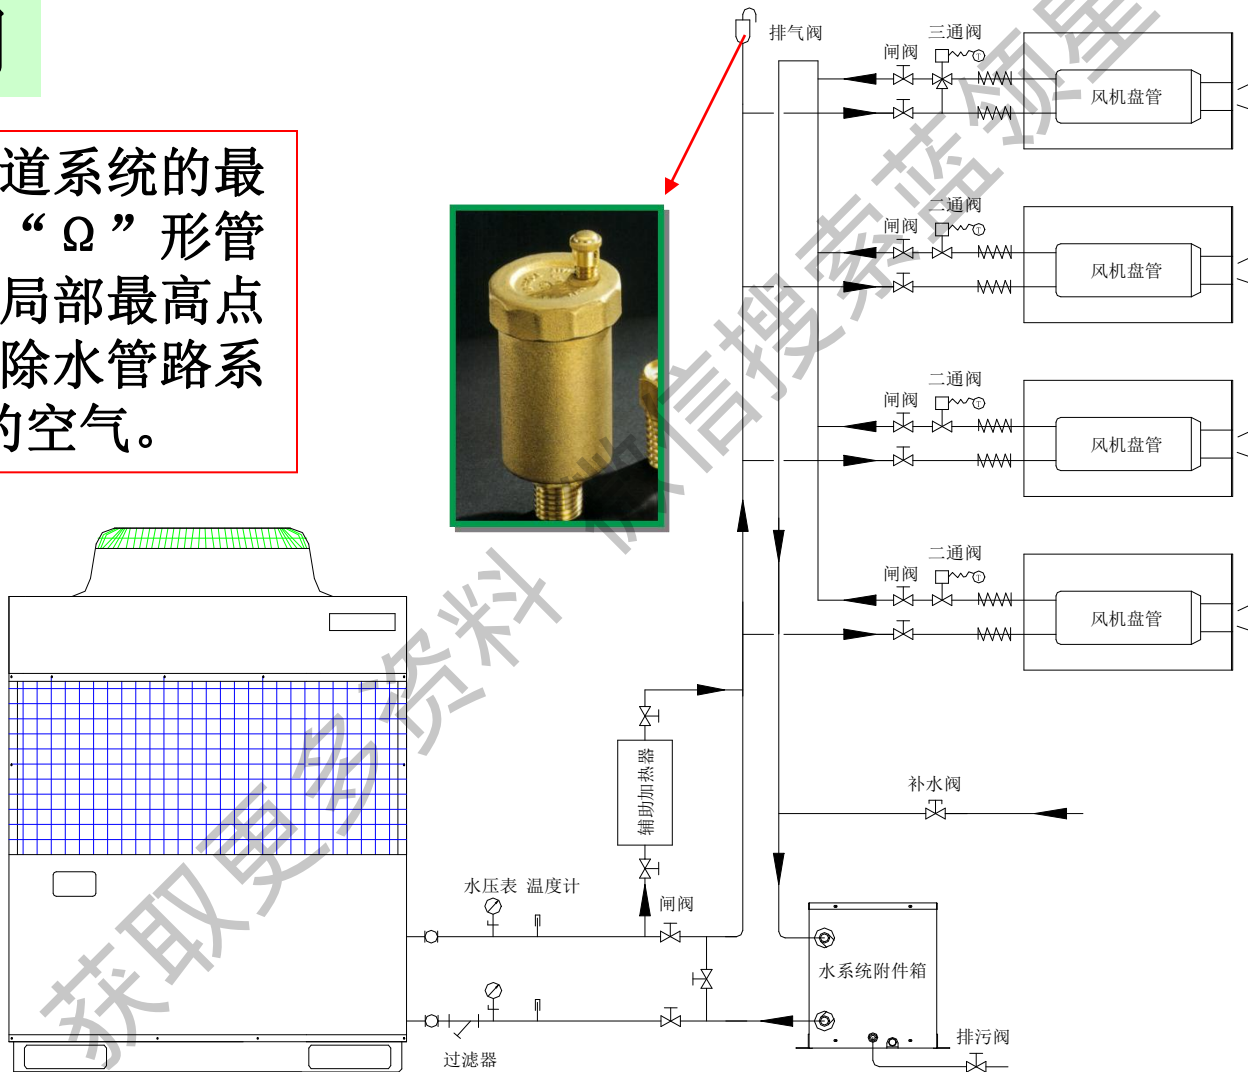 道系统的最
“Ω”形管
局部最高点
除水管路系
的空气。
排气阀
三通阀
闸阀
风机盘管
二通阀
闸阀
风机盘管
二通阀
闸阀
风机盘管
二通阀
闸阀
风机盘管
辅助加热器
补水阀
水压表 温度计
闸阀
水系统附件箱
过滤器
排污阀
获取更多资料 微信搜索蓝领星